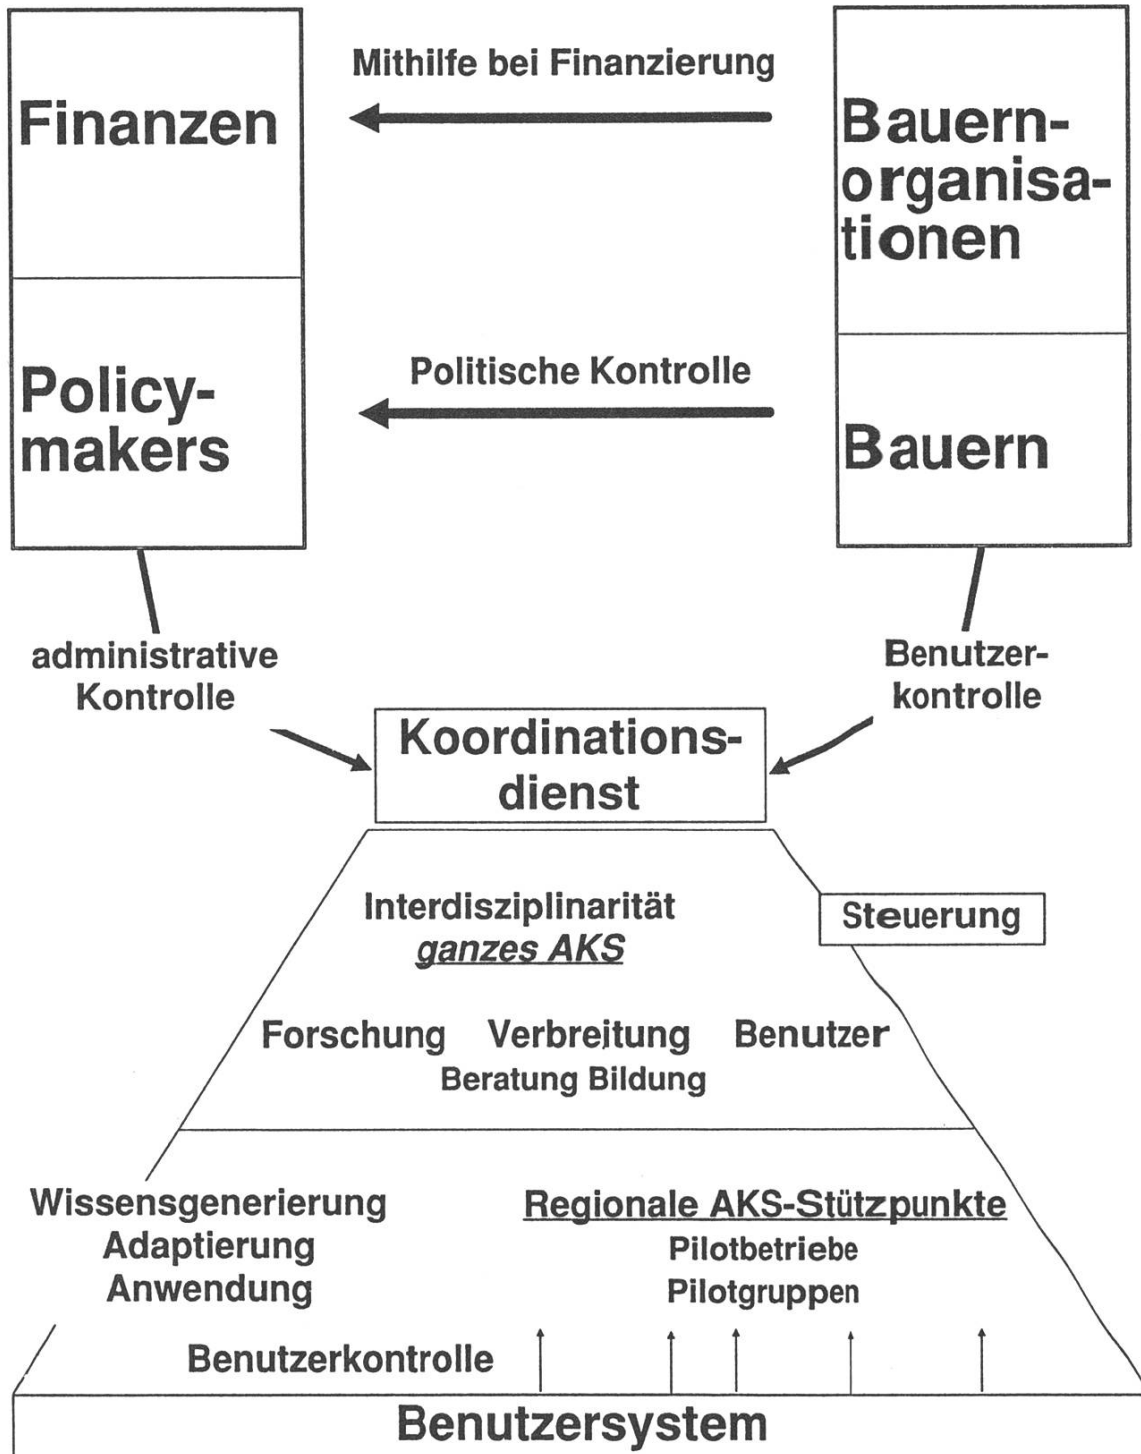 Finanzen
Mithilfe bei Finanzierung
Bauern-
organisa-
tionen
Policy-
makers
Politische Kontrolle
Bauern
administrative
Kontrolle
Benutzer-
kontrolle
Koordinations-
dienst
Interdisziplinarität
ganzes AKS
Steuerung
Forschung Verbreitung Benutzer
Beratung Bildung
Wissensgenerierung
Adaptierung
Anwendung
Regionale AKS-Stützpunkte
Pilotbetriebe
Pilotgruppen
Benutzerkontrolle
Benutzersystem